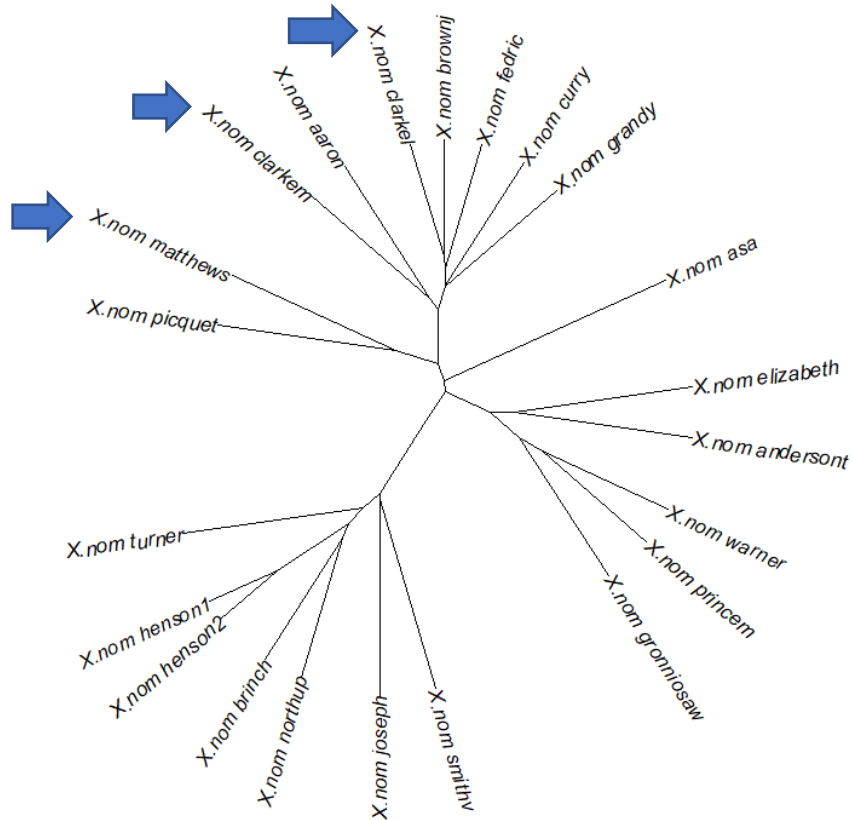 X.nom clarkel
X.nom brownj
X.nom fedric
X.nom curry
X.nom grandy
X.nom aaron
X.nom clarkem
X.nom matthews
X.nom picquet
X.nom asa
X.nom elizabeth
X.nom andersont
X.nom warner
X.nom princem
X.nom gronniosaw
X.nom turner
X.nom henson1
X.nom henson2
X.nom brinch
X.nom northup
X.nom joseph
X.nom smithv